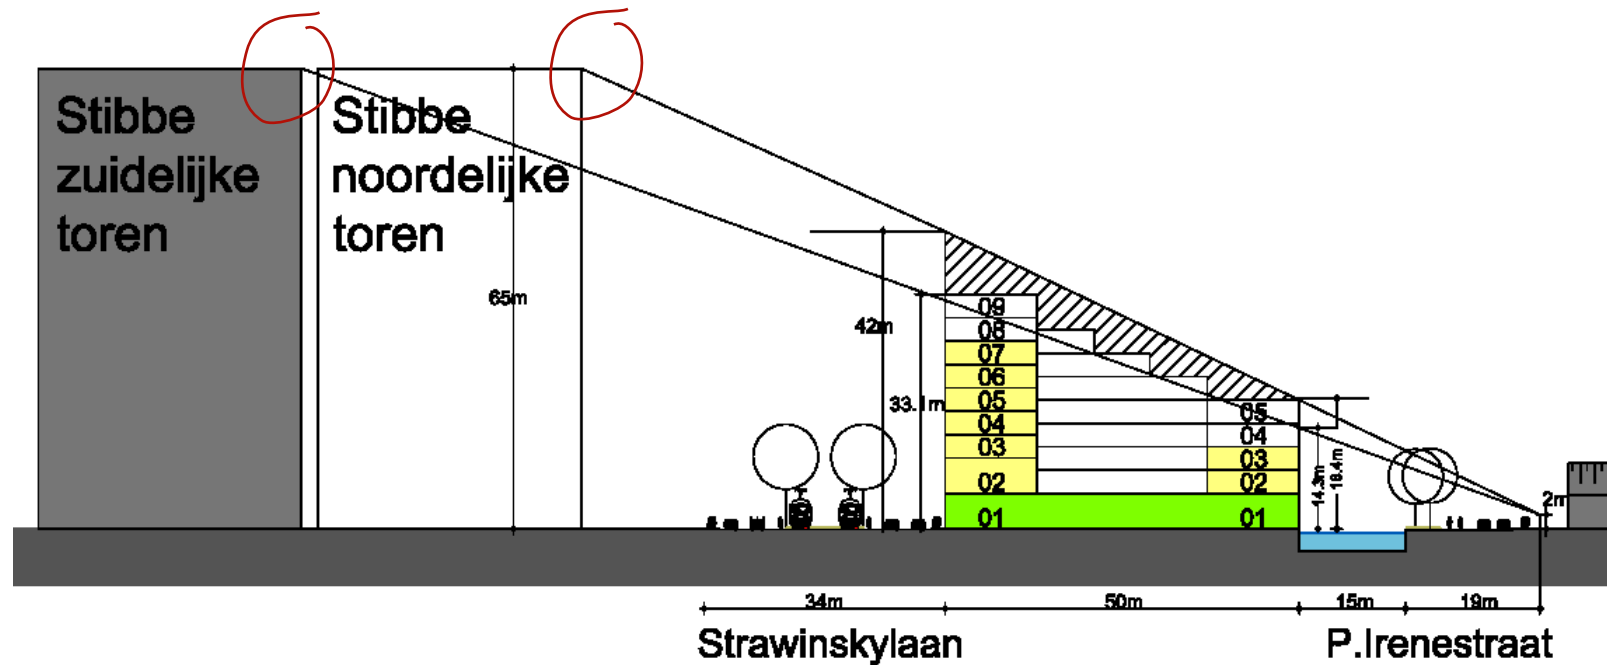 Stibbe
zuidelijke
toren
Stibbe
noordelijke
toren
65m
42m
33.1m
09
08
07
06
05
04
03
02
01
05
04
03
02
01
14.3m
18.4m
2m
34m
50m
15m
19m
Strawinskylaan
P.Irenestraat